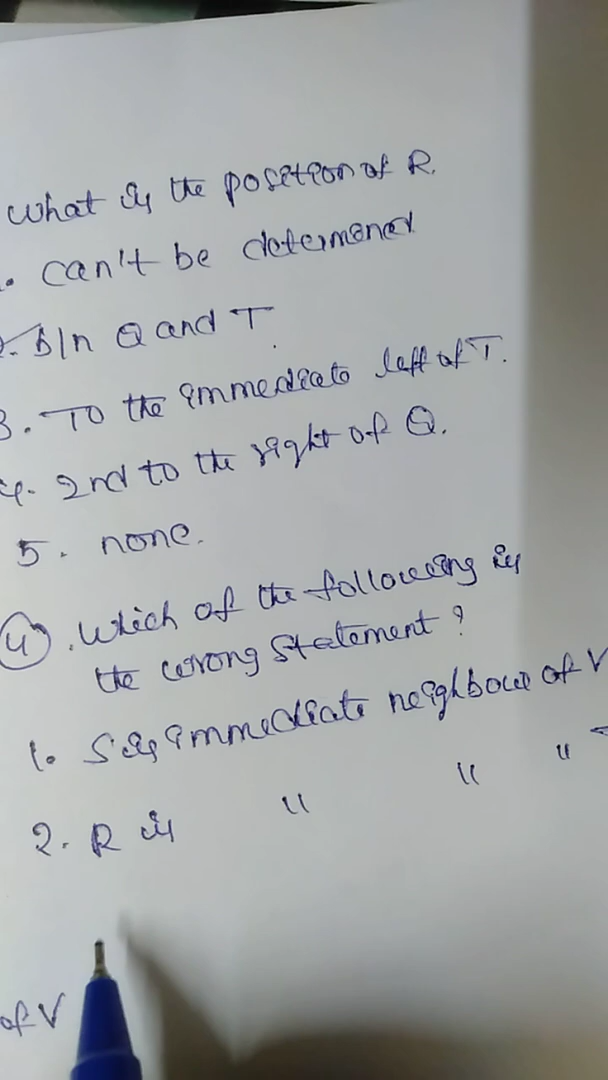 What is the position of R.
. can't be determened
2. b/n Q and T
3. To the immediate left of T.
4. 2nd to the right of Q.
5. none.
(4). Which of the following is
the wrong statement?
1. S is immediate neighbour of V
2. R is " " "
of V